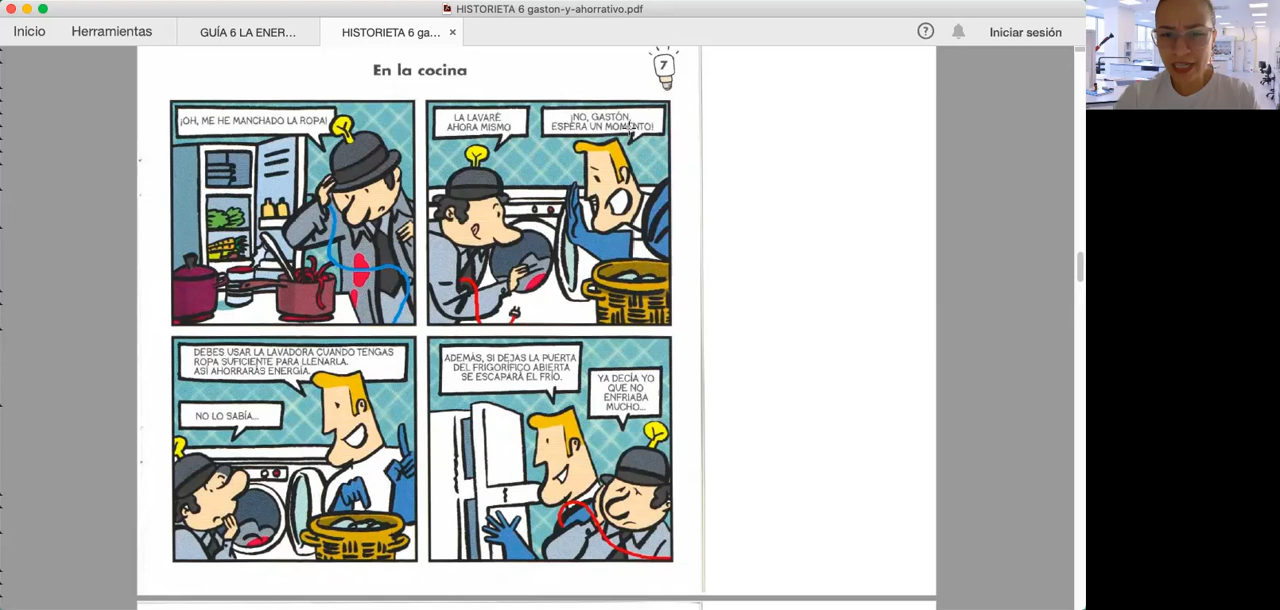 HISTORIETA 6 gaston-y-ahorrativo.pdf
Inicio
Herramientas
GUÍA 6 LA ENER...
HISTORIETA 6 ga...
×
?
Iniciar sesión
En la cocina
7
¡OH, ME HE MANCHADO LA ROPA!
LA LAVARÉ
AHORA MISMO
¡NO, GASTÓN,
ESPERA UN MOMENTO!
DEBES USAR LA LAVADORA CUANDO TENGAS
ROPA SUFICIENTE PARA LLENARLA.
ASÍ AHORRARÁS ENERGÍA.
NO LO SABÍA...
ADEMÁS, SI DEJAS LA PUERTA
DEL FRIGORÍFICO ABIERTA
SE ESCAPARÁ EL FRÍO.
YA DECÍA YO
QUE NO
ENFRIABA
MUCHO...